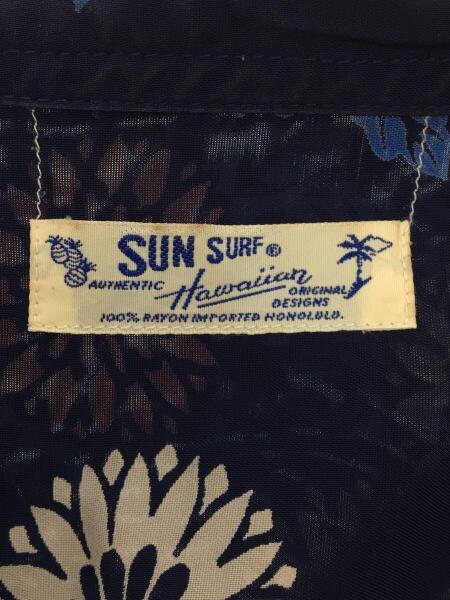 SUN SURF®
AUTHENTIC Hawaiian ORIGINAL
DESIGNS
100% RAYON IMPORTED HONOLULU.